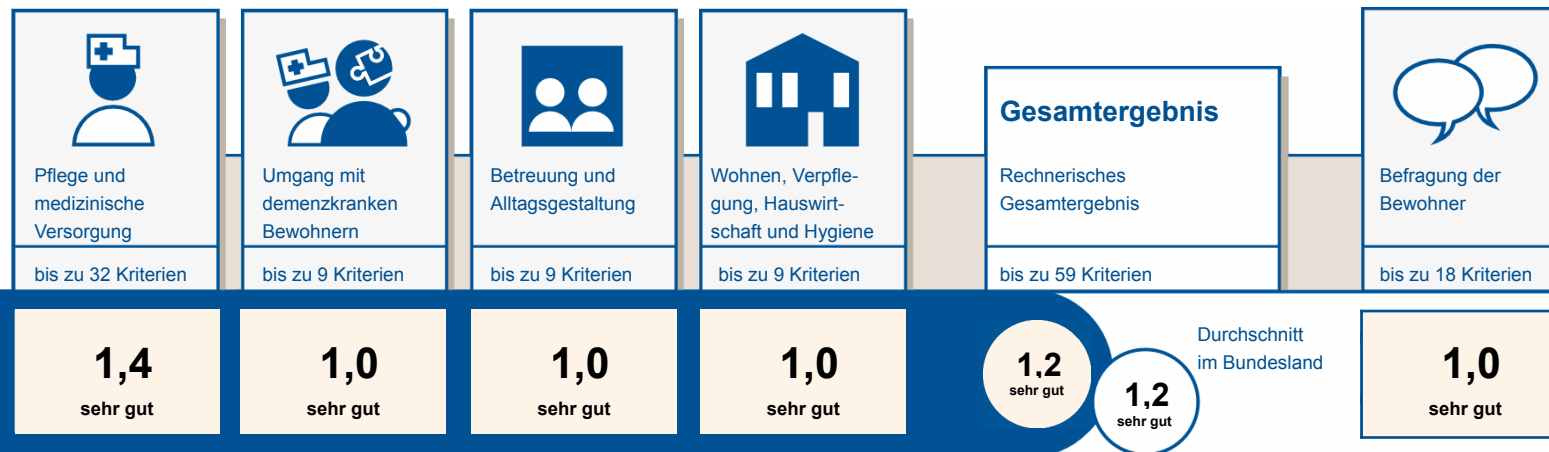 Pflege und
medizinische
Versorgung
bis zu 32 Kriterien
1,4
sehr gut
Umgang mit
demenzkranken
Bewohnern
bis zu 9 Kriterien
1,0
sehr gut
Betreuung und
Alltagsgestaltung
bis zu 9 Kriterien
1,0
sehr gut
Wohnen, Verpfle-
gung, Hauswirt-
schaft und Hygiene
bis zu 9 Kriterien
1,0
sehr gut
Gesamtergebnis
Rechnerisches
Gesamtergebnis
bis zu 59 Kriterien
1,2
sehr gut
Durchschnitt
im Bundesland
1,2
sehr gut
Befragung der
Bewohner
bis zu 18 Kriterien
1,0
sehr gut